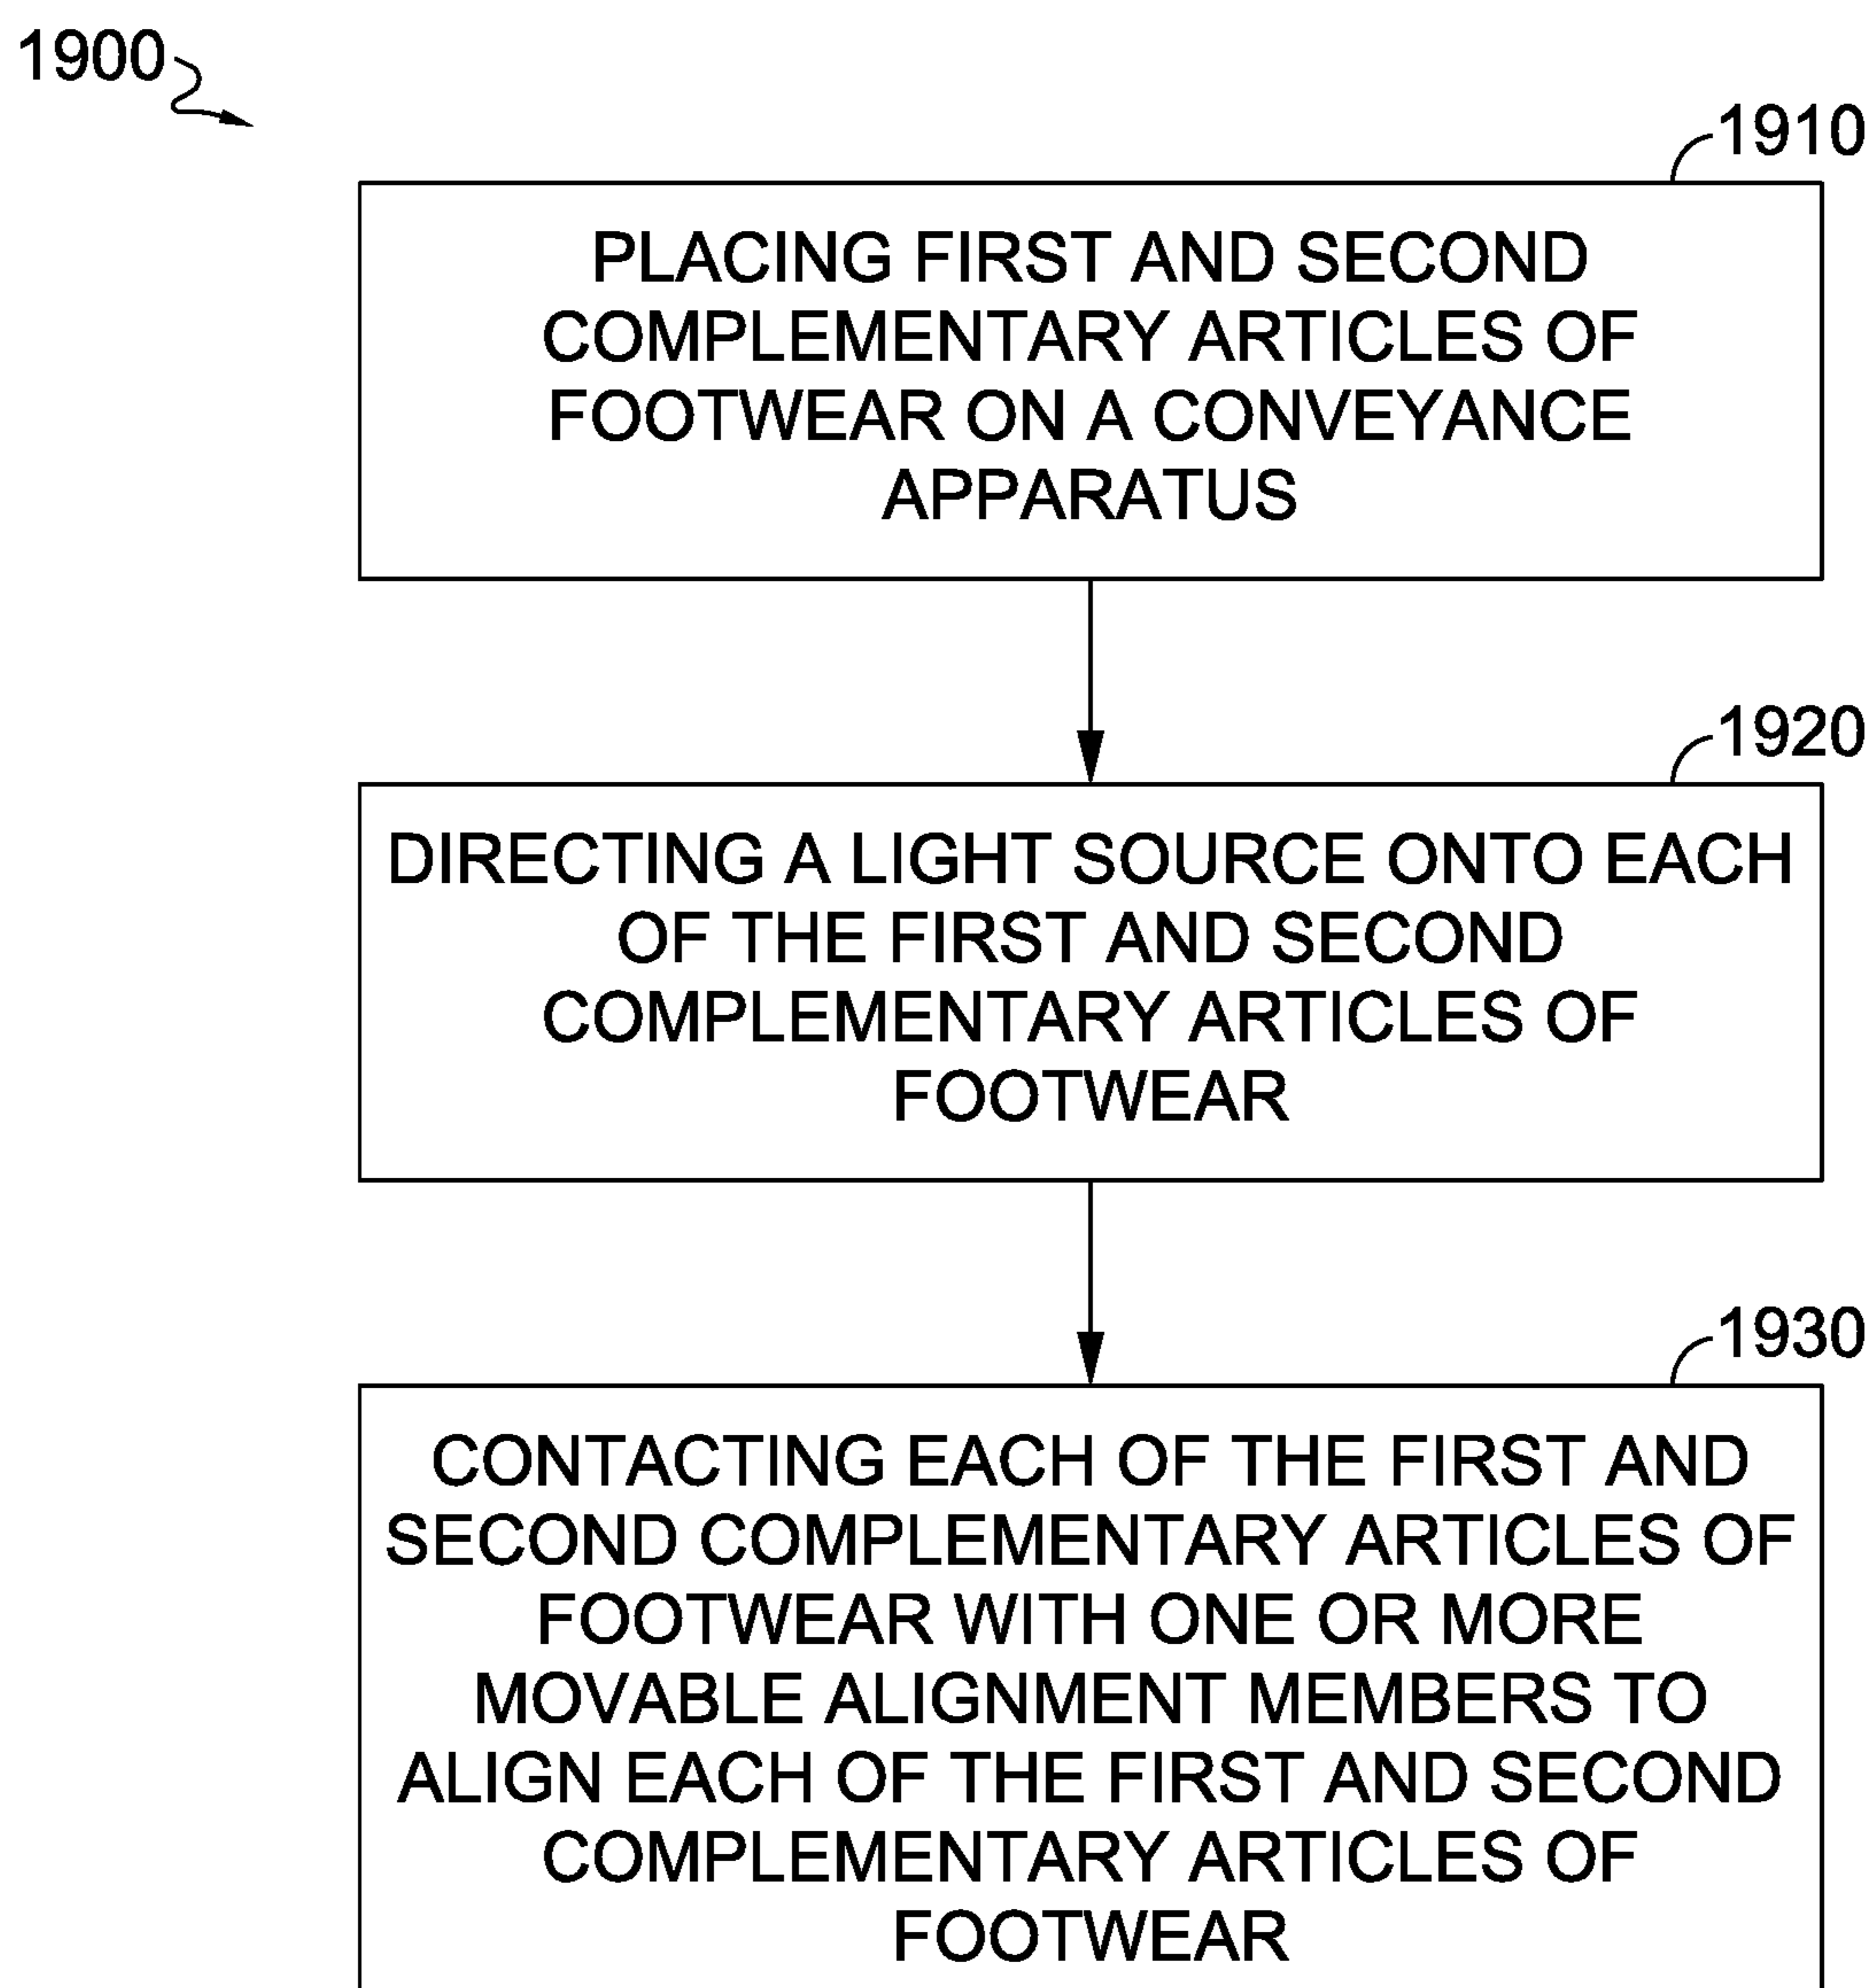 1900
1910
PLACING FIRST AND SECOND
COMPLEMENTARY ARTICLES OF
FOOTWEAR ON A CONVEYANCE
APPARATUS
1920
DIRECTING A LIGHT SOURCE ONTO EACH
OF THE FIRST AND SECOND
COMPLEMENTARY ARTICLES OF
FOOTWEAR
1930
CONTACTING EACH OF THE FIRST AND
SECOND COMPLEMENTARY ARTICLES OF
FOOTWEAR WITH ONE OR MORE
MOVABLE ALIGNMENT MEMBERS TO
ALIGN EACH OF THE FIRST AND SECOND
COMPLEMENTARY ARTICLES OF
FOOTWEAR